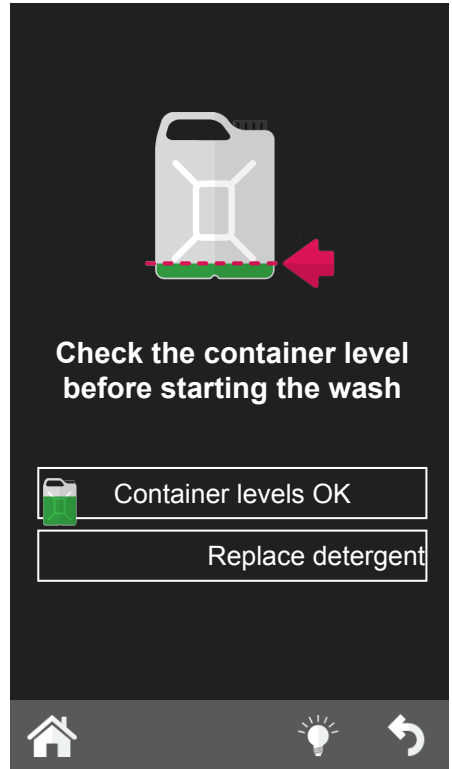 Check the container level
before starting the wash
Container levels OK
Replace detergent